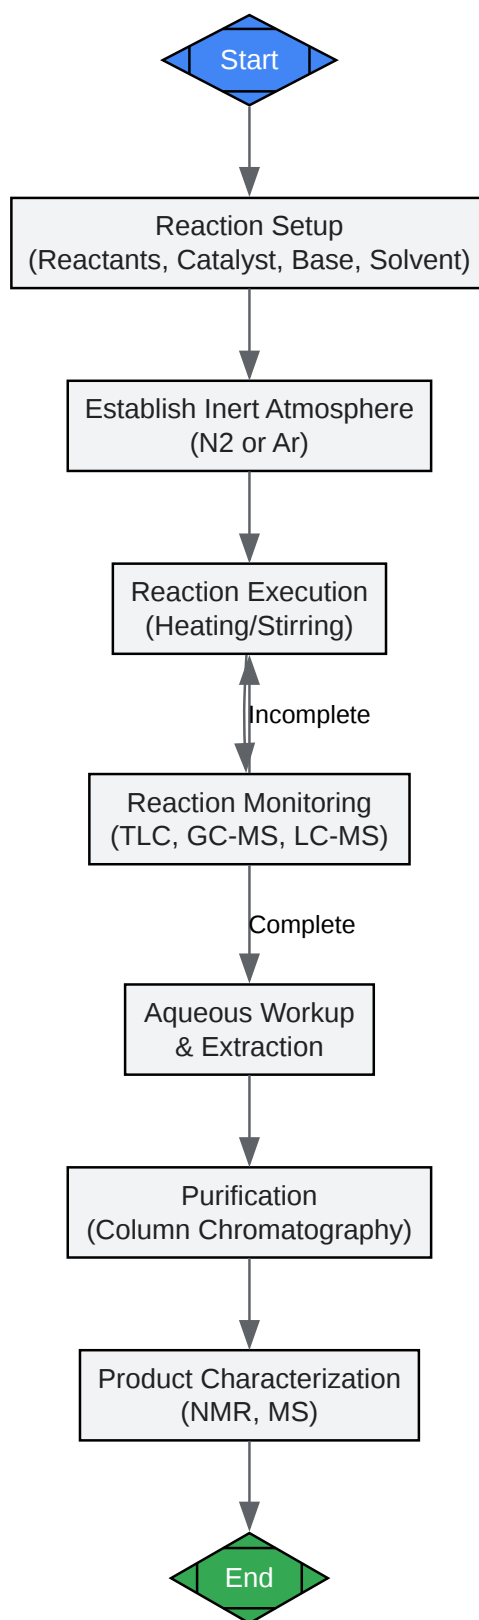 Start
Reaction Setup
(Reactants, Catalyst, Base, Solvent)
Establish Inert Atmosphere
(N2 or Ar)
Reaction Execution
(Heating/Stirring)
Incomplete
Reaction Monitoring
(TLC, GC-MS, LC-MS)
Complete
Aqueous Workup
& Extraction
Purification
(Column Chromatography)
Product Characterization
(NMR, MS)
End